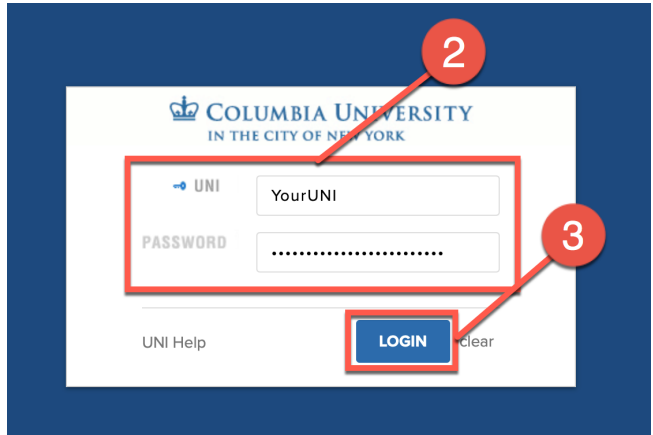 2
COLUMBIA UNIVERSITY
IN THE CITY OF NEW YORK
UNI
YourUNI
PASSWORD
3
UNI Help
LOGIN
clear